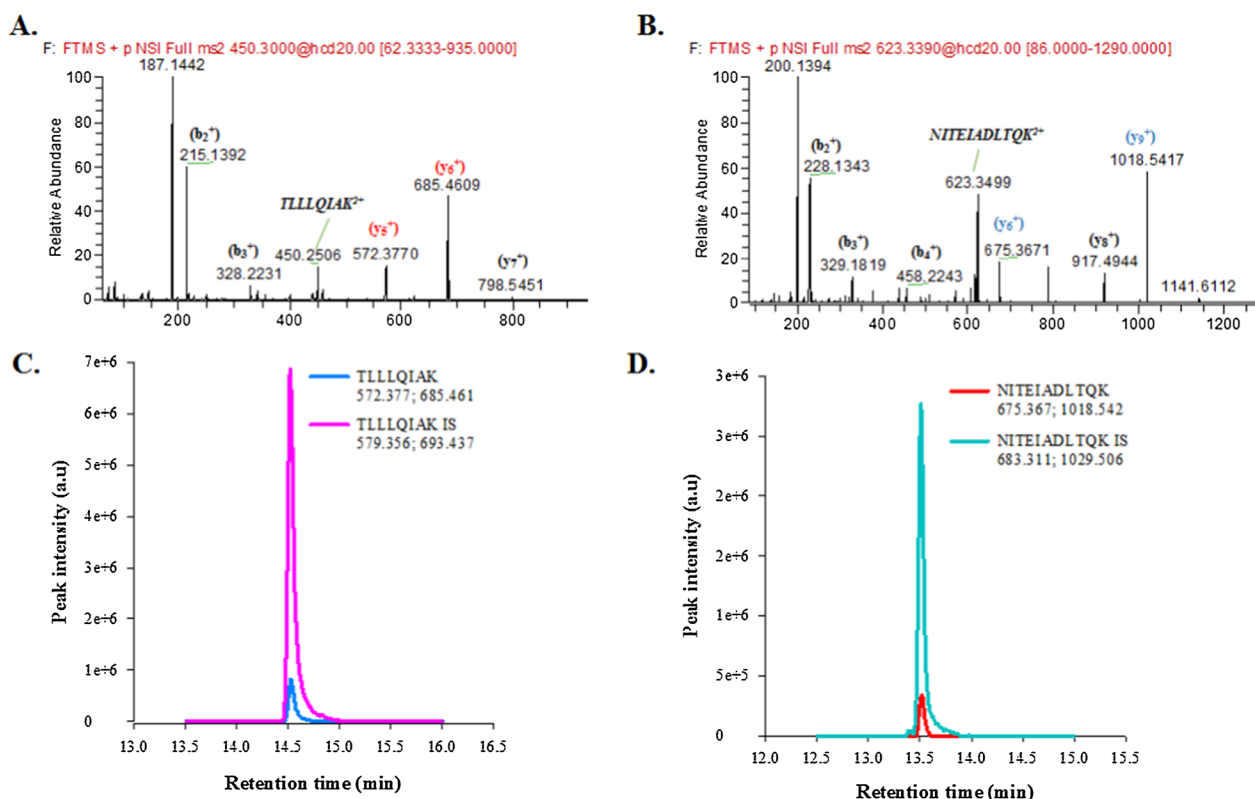 A.
F: FTMS + p NSI Full ms2 450.3000@hcd20.00 [62.3333-935.0000]
187.1442
100
80
60
40
20
0
Relative Abundance
(b2+)
215.1392
(b3+)
328.2231
TLLLQIAK2+
450.2506
(y5+)
572.3770
(y6+)
685.4609
(y7+)
798.5451
200
400
600
800
B.
F: FTMS + p NSI Full ms2 623.3390@hcd20.00 [86.0000-1290.0000]
200.1394
100
80
60
40
20
0
Relative Abundance
(b2+)
228.1343
(b3+)
329.1819
(b4+)
458.2243
NITEIADLTQK2+
623.3499
(y6+)
675.3671
(y8+)
917.4944
(y9+)
1018.5417
1141.6112
200
400
600
800
1000
1200
C.
7e+6
6e+6
5e+6
4e+6
3e+6
2e+6
1e+6
0
Peak intensity (a.u)
TLLLQIAK
572.377; 685.461
TLLLQIAK IS
579.356; 693.437
13.0
13.5
14.0
14.5
15.0
15.5
16.0
16.5
Retention time (min)
D.
3e+6
3e+6
2e+6
2e+6
1e+6
5e+5
0
Peak intensity (a.u)
NITEIADLTQK
675.367; 1018.542
NITEIADLTQK IS
683.311; 1029.506
12.0
12.5
13.0
13.5
14.0
14.5
15.0
15.5
Retention time (min)